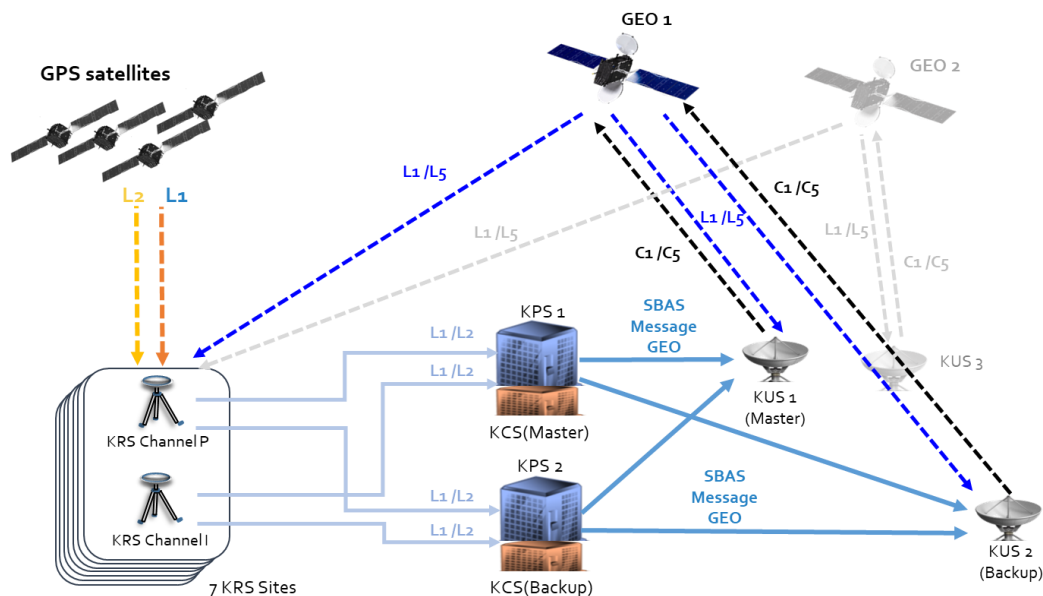 GEO 1
GEO 2
GPS satellites
L2
L1
L1/L5
L1/L5
L1/L5
C1/C5
C1/C5
L1/L5
C1/C5
KPS 1
SBAS
Message
GEO
L1/L2
L1/L2
KUS 3
KUS 1
(Master)
KCS(Master)
KRS Channel P
KPS 2
SBAS
Message
GEO
L1/L2
L1/L2
KRS Channel I
KUS 2
(Backup)
KCS(Backup)
7 KRS Sites